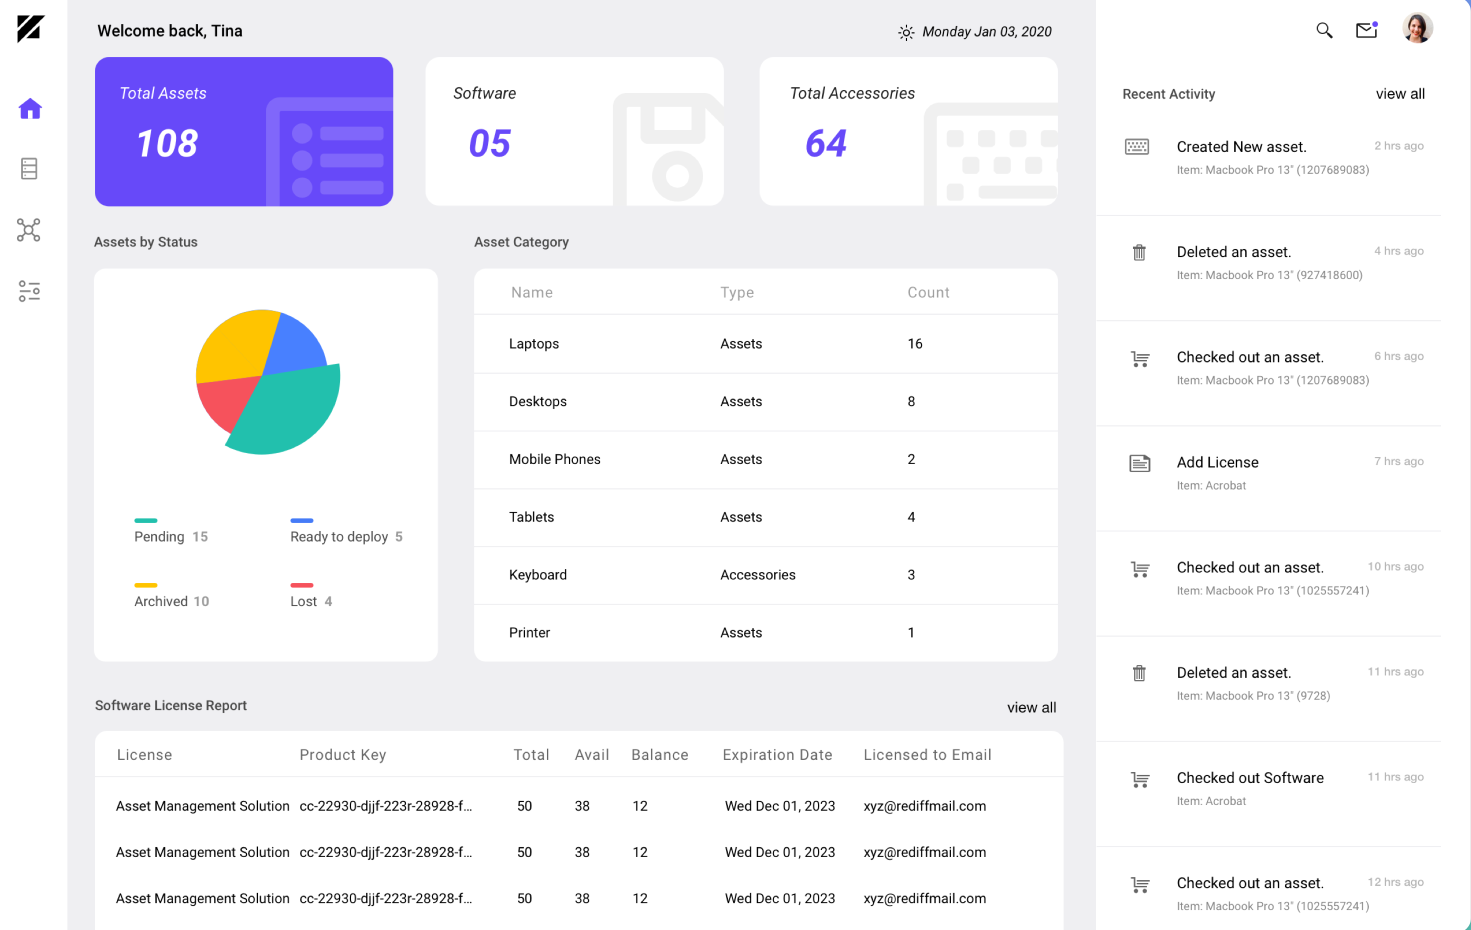 Welcome back, Tina
Monday Jan 03, 2020
Total Assets
108
Software
05
Total Accessories
64
Assets by Status
Pending 15
Ready to deploy 5
Archived 10
Lost 4
Asset Category
Name Type Count
Laptops Assets 16
Desktops Assets 8
Mobile Phones Assets 2
Tablets Assets 4
Keyboard Accessories 3
Printer Assets 1
Software License Report
view all
License Product Key Total Avail Balance Expiration Date Licensed to Email
Asset Management Solution cc-22930-djjf-223r-28928-f... 50 38 12 Wed Dec 01, 2023 xyz@rediffmail.com
Asset Management Solution cc-22930-djjf-223r-28928-f... 50 38 12 Wed Dec 01, 2023 xyz@rediffmail.com
Asset Management Solution cc-22930-djjf-223r-28928-f... 50 38 12 Wed Dec 01, 2023 xyz@rediffmail.com
Recent Activity
view all
Created New asset. 2 hrs ago
Item: Macbook Pro 13" (1207689083)
Deleted an asset. 4 hrs ago
Item: Macbook Pro 13" (927418600)
Checked out an asset. 6 hrs ago
Item: Macbook Pro 13" (1207689083)
Add License 7 hrs ago
Item: Acrobat
Checked out an asset. 10 hrs ago
Item: Macbook Pro 13" (1025557241)
Deleted an asset. 11 hrs ago
Item: Macbook Pro 13" (9728)
Checked out Software 11 hrs ago
Item: Acrobat
Checked out an asset. 12 hrs ago
Item: Macbook Pro 13" (1025557241)